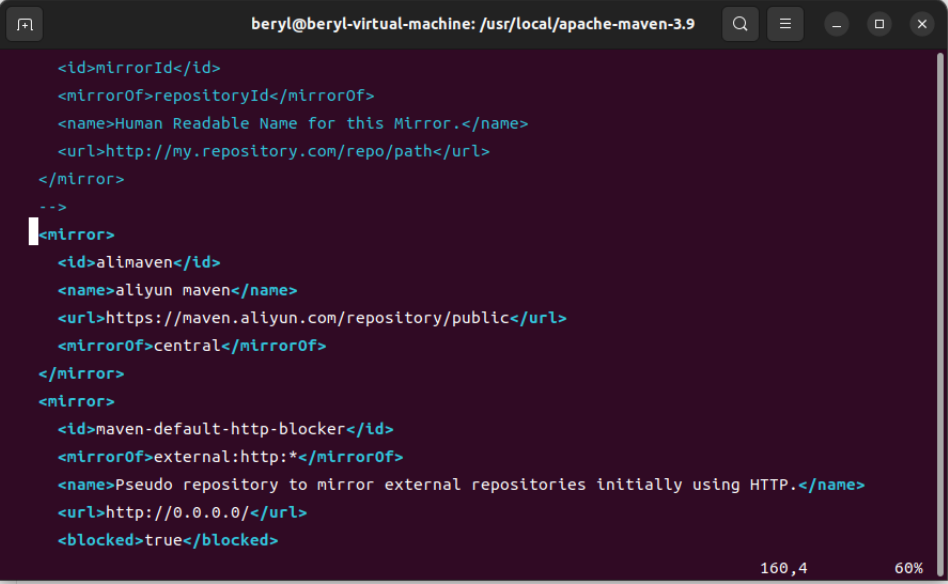 beryl@beryl-virtual-machine: /usr/local/apache-maven-3.9
<id>mirrorId</id>
<mirrorOf>repositoryId</mirrorOf>
<name>Human Readable Name for this Mirror.</name>
<url>http://my.repository.com/repo/path</url>
</mirror>
-->
<mirror>
<id>alimaven</id>
<name>aliyun maven</name>
<url>https://maven.aliyun.com/repository/public</url>
<mirrorOf>central</mirrorOf>
</mirror>
<mirror>
<id>maven-default-http-blocker</id>
<mirrorOf>external:http:*</mirrorOf>
<name>Pseudo repository to mirror external repositories initially using HTTP.</name>
<url>http://0.0.0.0/</url>
<blocked>true</blocked>
160,4 60%